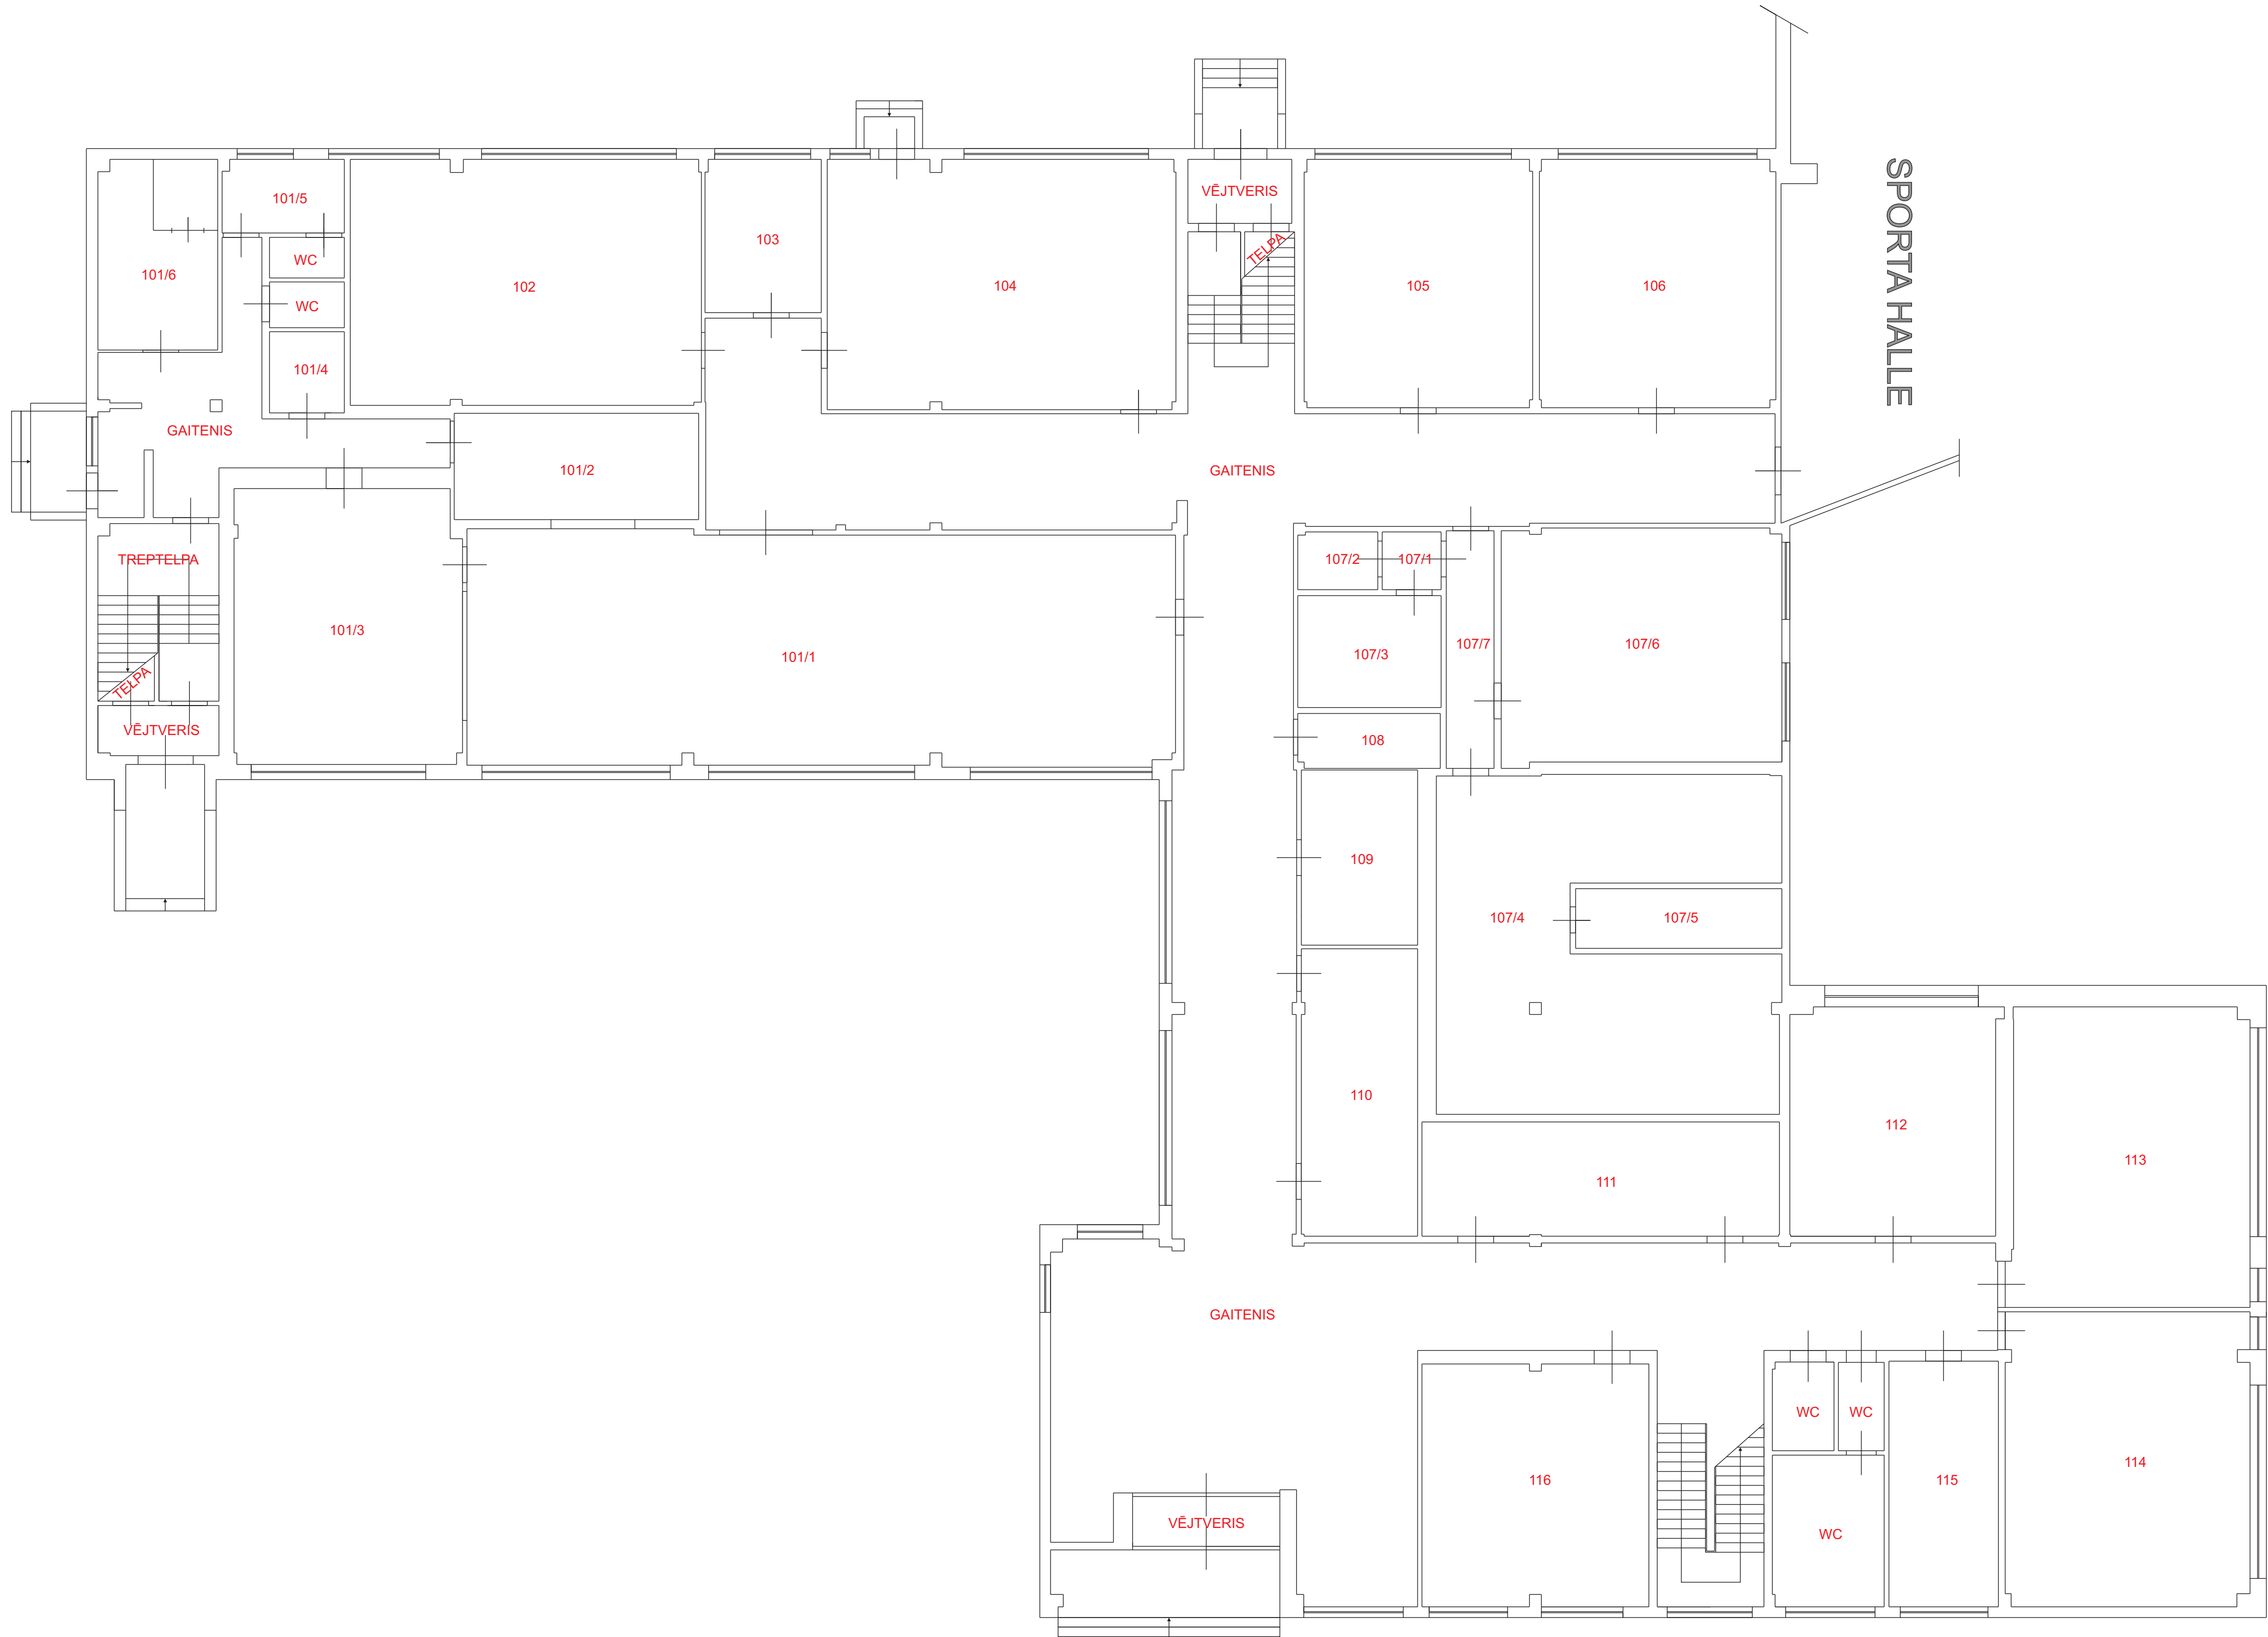 VĒJTVERIS
TELPA
101/5
WC
WC
101/6
101/4
102
103
104
105
106
SPORTA HALLE
GAITENIS
101/2
GAITENIS
TREPTELPA
101/3
101/1
TELPA
VĒJTVERIS
107/2
107/1
107/3
107/7
107/6
108
109
107/4
107/5
110
111
112
113
GAITENIS
116
WC
WC
115
114
WC
VĒJTVERIS